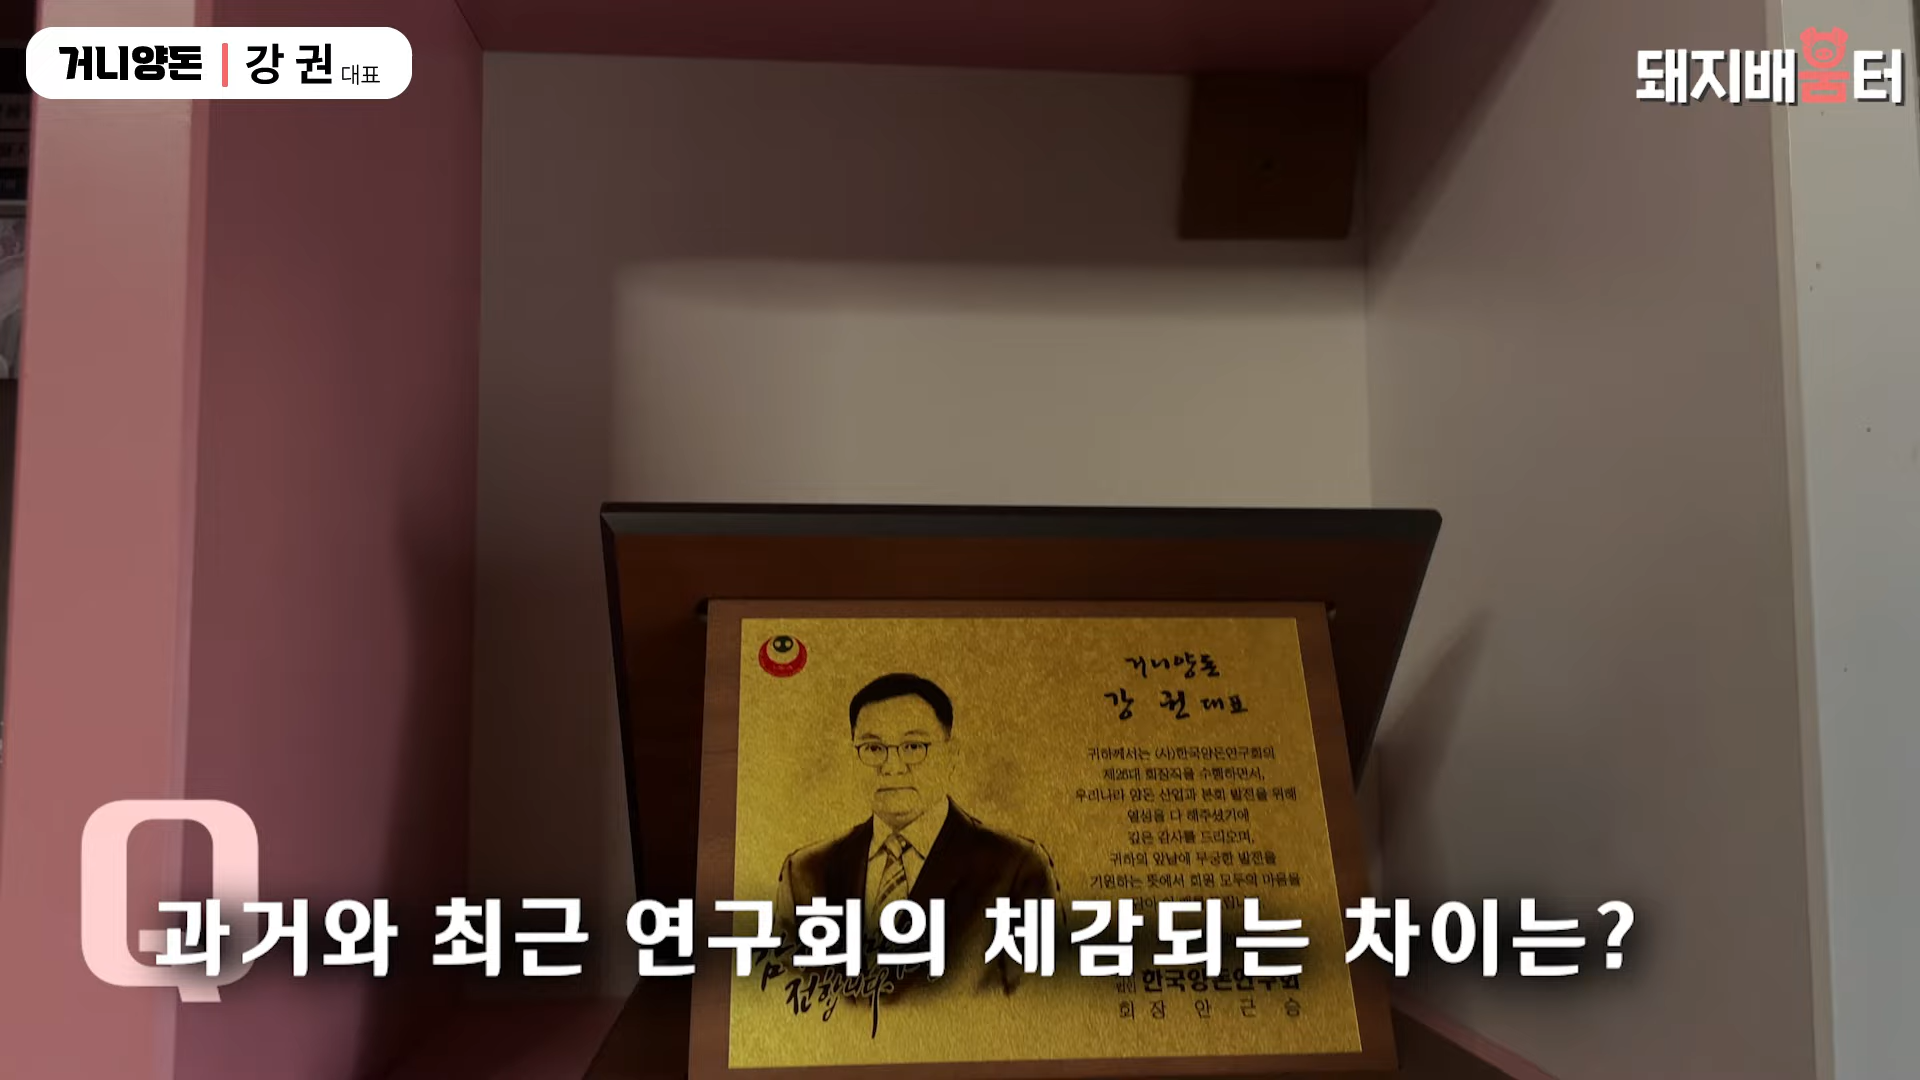 거니양돈 강 권 대표
돼지배움터
거니양돈
강 권 대표
귀하께서는 (사)한국양돈연구회의
제26대 회장직을 수행하면서,
우리나라 양돈 산업과 본회 발전을 위해
열성을 다 해주셨기에
깊은 감사를 드리오며,
귀하의 앞날에 무궁한 발전을
기원하는 뜻에서 회원 모두의 마음을
Q 과거와 최근 연구회의 체감되는 차이는?
전합니다.
한국양돈연구회
회장 안 근 승